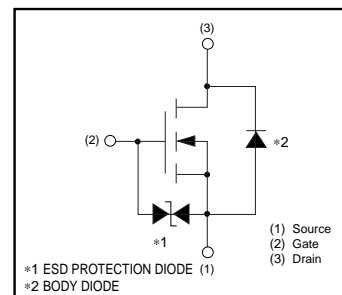 (3)
(2)
∗2
∗1
(1) Source
(2) Gate
(3) Drain
∗1 ESD PROTECTION DIODE (1)
∗2 BODY DIODE